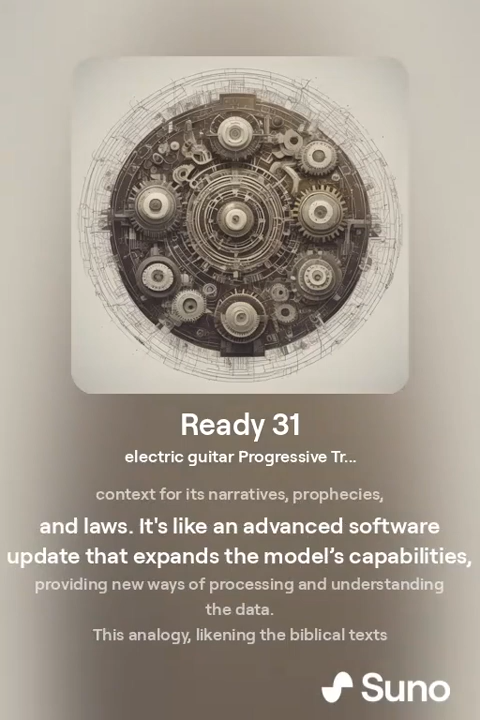 Ready 31
electric guitar Progressive Tr...
context for its narratives, prophecies,
and laws. It's like an advanced software
update that expands the model’s capabilities,
providing new ways of processing and understanding
the data.
This analogy, likening the biblical texts
Suno